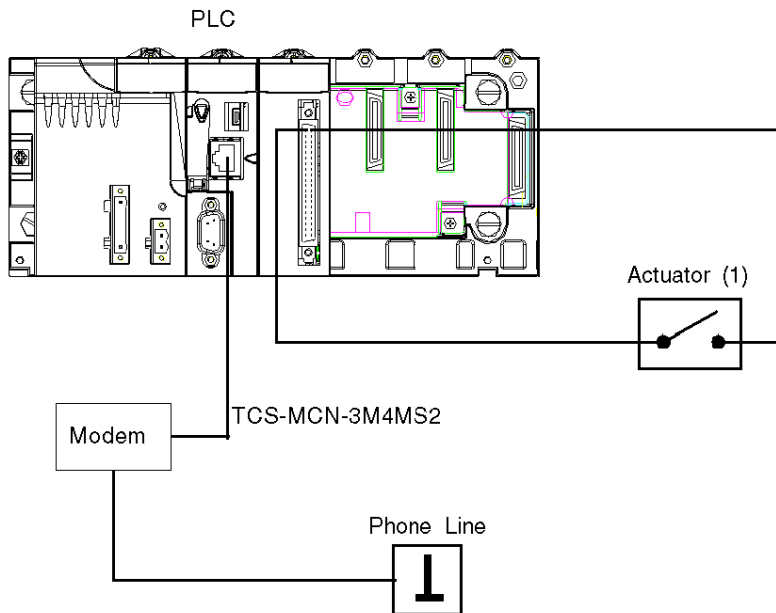 PLC
Actuator (1)
TCS-MCN-3M4MS2
Modem
Phone Line